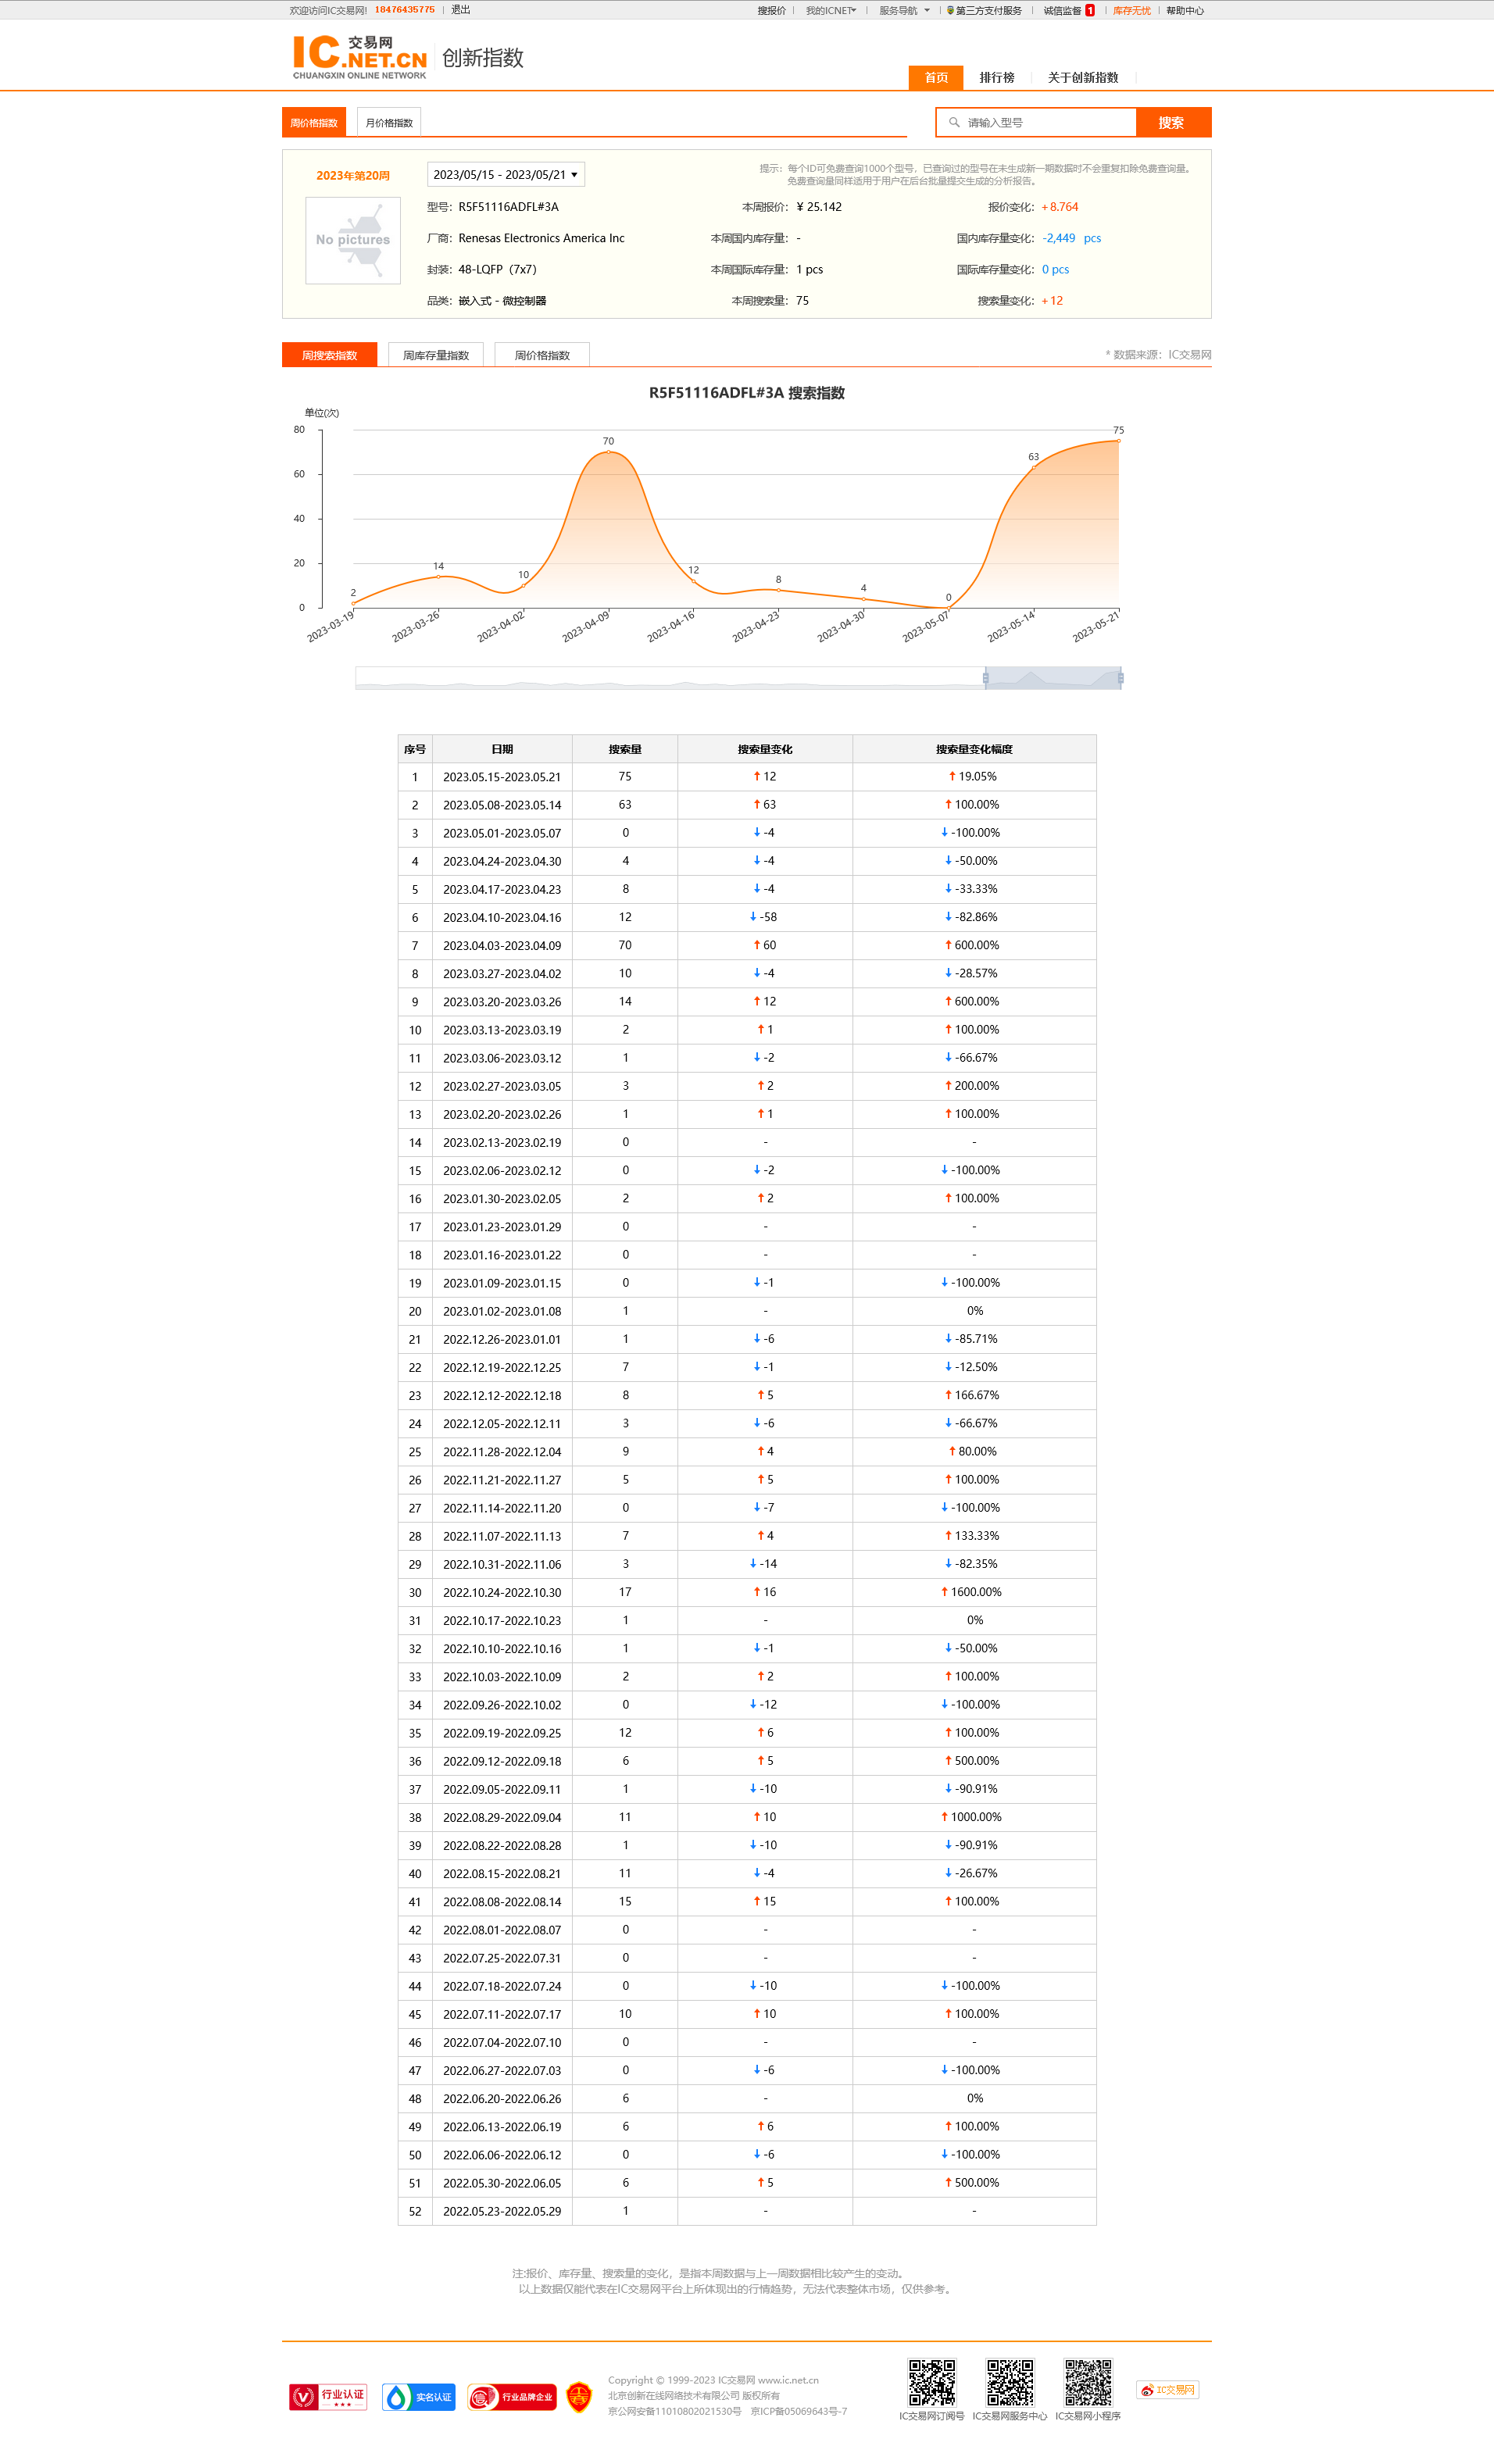 欢迎访问IC交易网! 18476435775 退出 搜报价 我的ICNET 服务导航 第三方支付服务 诚信监督 1 库存无忧 帮助中心
IC 交易网 .NET.CN 创新指数
CHUANGXIN ONLINE NETWORK
首页 排行榜 关于创新指数
周价格指数 月价格指数 请输入型号 搜索
2023年第20周 2023/05/15 - 2023/05/21 提示：每个ID可免费查询1000个型号，已查询过的型号在未生成新一期数据时不会重复扣除免费查询量。
免费查询量同样适用于用户在后台批量提交生成的分析报告。
No pictures
型号：R5F51116ADFL#3A 本周报价：¥ 25.142 报价变化：+ 8.764
厂商：Renesas Electronics America Inc 本周国内库存量：- 国内库存量变化：-2,449 pcs
封装：48-LQFP（7x7） 本周国际库存量：1 pcs 国际库存量变化：0 pcs
品类：嵌入式 - 微控制器 本周搜索量：75 搜索量变化：+ 12
周搜索指数 周库存量指数 周价格指数 * 数据来源：IC交易网
R5F51116ADFL#3A 搜索指数
单位(次)
80
60
40
20
0
2 14 10 70 12 8 4 0 63 75
2023-03-19 2023-03-26 2023-04-02 2023-04-09 2023-04-16 2023-04-23 2023-04-30 2023-05-07 2023-05-14 2023-05-21
序号 日期 搜索量 搜索量变化 搜索量变化幅度
1 2023.05.15-2023.05.21 75 ↑ 12 ↑ 19.05%
2 2023.05.08-2023.05.14 63 ↑ 63 ↑ 100.00%
3 2023.05.01-2023.05.07 0 ↓ -4 ↓ -100.00%
4 2023.04.24-2023.04.30 4 ↓ -4 ↓ -50.00%
5 2023.04.17-2023.04.23 8 ↓ -4 ↓ -33.33%
6 2023.04.10-2023.04.16 12 ↓ -58 ↓ -82.86%
7 2023.04.03-2023.04.09 70 ↑ 60 ↑ 600.00%
8 2023.03.27-2023.04.02 10 ↓ -4 ↓ -28.57%
9 2023.03.20-2023.03.26 14 ↑ 12 ↑ 600.00%
10 2023.03.13-2023.03.19 2 ↑ 1 ↑ 100.00%
11 2023.03.06-2023.03.12 1 ↓ -2 ↓ -66.67%
12 2023.02.27-2023.03.05 3 ↑ 2 ↑ 200.00%
13 2023.02.20-2023.02.26 1 ↑ 1 ↑ 100.00%
14 2023.02.13-2023.02.19 0 - -
15 2023.02.06-2023.02.12 0 ↓ -2 ↓ -100.00%
16 2023.01.30-2023.02.05 2 ↑ 2 ↑ 100.00%
17 2023.01.23-2023.01.29 0 - -
18 2023.01.16-2023.01.22 0 - -
19 2023.01.09-2023.01.15 0 ↓ -1 ↓ -100.00%
20 2023.01.02-2023.01.08 1 - 0%
21 2022.12.26-2023.01.01 1 ↓ -6 ↓ -85.71%
22 2022.12.19-2022.12.25 7 ↓ -1 ↓ -12.50%
23 2022.12.12-2022.12.18 8 ↑ 5 ↑ 166.67%
24 2022.12.05-2022.12.11 3 ↓ -6 ↓ -66.67%
25 2022.11.28-2022.12.04 9 ↑ 4 ↑ 80.00%
26 2022.11.21-2022.11.27 5 ↑ 5 ↑ 100.00%
27 2022.11.14-2022.11.20 0 ↓ -7 ↓ -100.00%
28 2022.11.07-2022.11.13 7 ↑ 4 ↑ 133.33%
29 2022.10.31-2022.11.06 3 ↓ -14 ↓ -82.35%
30 2022.10.24-2022.10.30 17 ↑ 16 ↑ 1600.00%
31 2022.10.17-2022.10.23 1 - 0%
32 2022.10.10-2022.10.16 1 ↓ -1 ↓ -50.00%
33 2022.10.03-2022.10.09 2 ↑ 2 ↑ 100.00%
34 2022.09.26-2022.10.02 0 ↓ -12 ↓ -100.00%
35 2022.09.19-2022.09.25 12 ↑ 6 ↑ 100.00%
36 2022.09.12-2022.09.18 6 ↑ 5 ↑ 500.00%
37 2022.09.05-2022.09.11 1 ↓ -10 ↓ -90.91%
38 2022.08.29-2022.09.04 11 ↑ 10 ↑ 1000.00%
39 2022.08.22-2022.08.28 1 ↓ -10 ↓ -90.91%
40 2022.08.15-2022.08.21 11 ↓ -4 ↓ -26.67%
41 2022.08.08-2022.08.14 15 ↑ 15 ↑ 100.00%
42 2022.08.01-2022.08.07 0 - -
43 2022.07.25-2022.07.31 0 - -
44 2022.07.18-2022.07.24 0 ↓ -10 ↓ -100.00%
45 2022.07.11-2022.07.17 10 ↑ 10 ↑ 100.00%
46 2022.07.04-2022.07.10 0 - -
47 2022.06.27-2022.07.03 0 ↓ -6 ↓ -100.00%
48 2022.06.20-2022.06.26 6 - 0%
49 2022.06.13-2022.06.19 6 ↑ 6 ↑ 100.00%
50 2022.06.06-2022.06.12 0 ↓ -6 ↓ -100.00%
51 2022.05.30-2022.06.05 6 ↑ 5 ↑ 500.00%
52 2022.05.23-2022.05.29 1 - -
注:报价、库存量、搜索量的变化，是指本周数据与上一周数据相比较产生的变动。
以上数据仅能代表在IC交易网平台上所体现出的行情趋势，无法代表整体市场，仅供参考。
行业认证 实名认证 行业品牌企业
Copyright © 1999-2023 IC交易网 www.ic.net.cn
北京创新在线网络技术有限公司 版权所有
京公网安备11010802021530号 京ICP备05069643号-7
IC交易网订阅号 IC交易网服务中心 IC交易网小程序
IC交易网